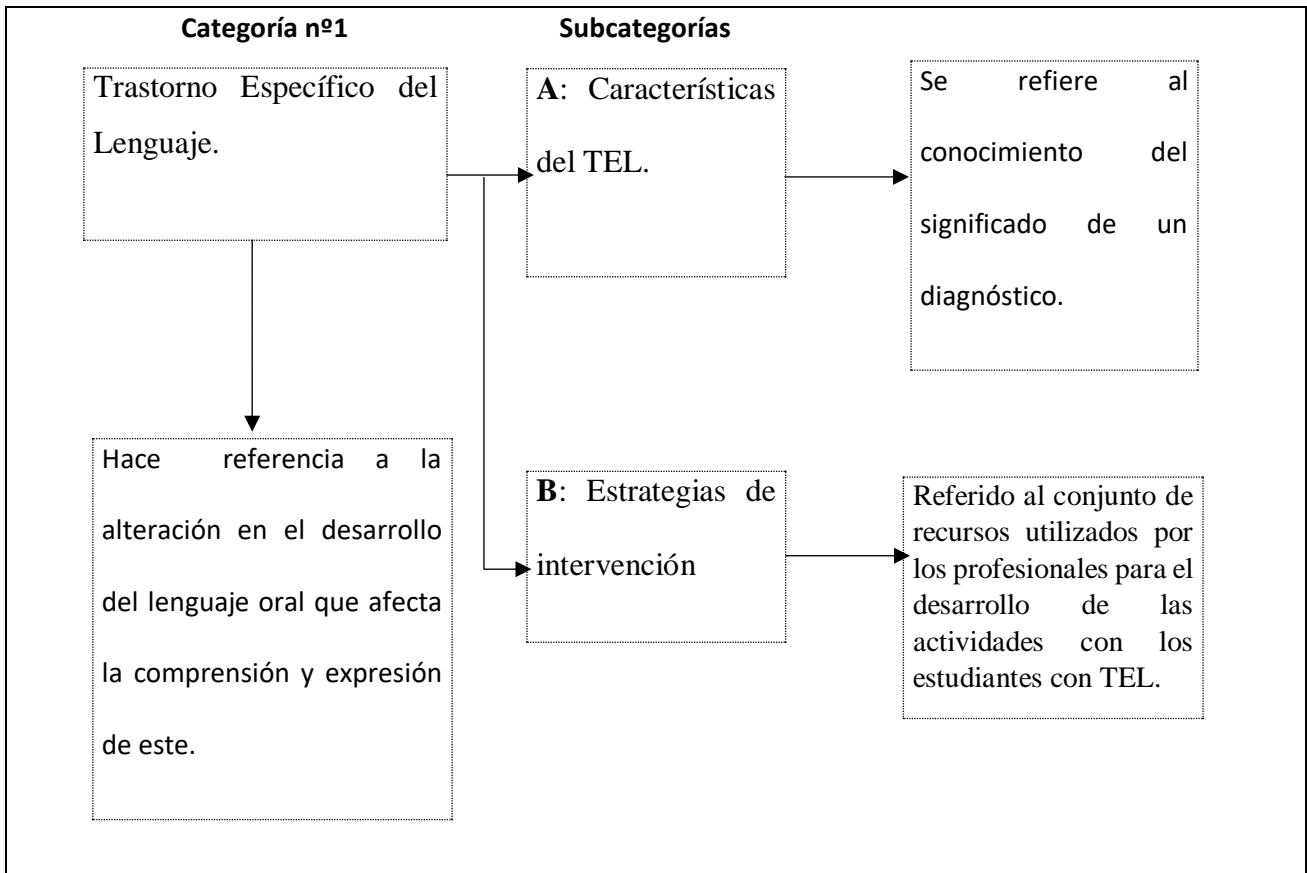 Categoría nº1
Subcategorías
Trastorno Específico del
Lenguaje.
A: Características
del TEL.
Se refiere al
conocimiento del
significado de un
diagnóstico.
Hace referencia a la
alteración en el desarrollo
del lenguaje oral que afecta
la comprensión y expresión
de este.
B: Estrategias de
intervención
Referido al conjunto de
recursos utilizados por
los profesionales para el
desarrollo de las
actividades con los
estudiantes con TEL.